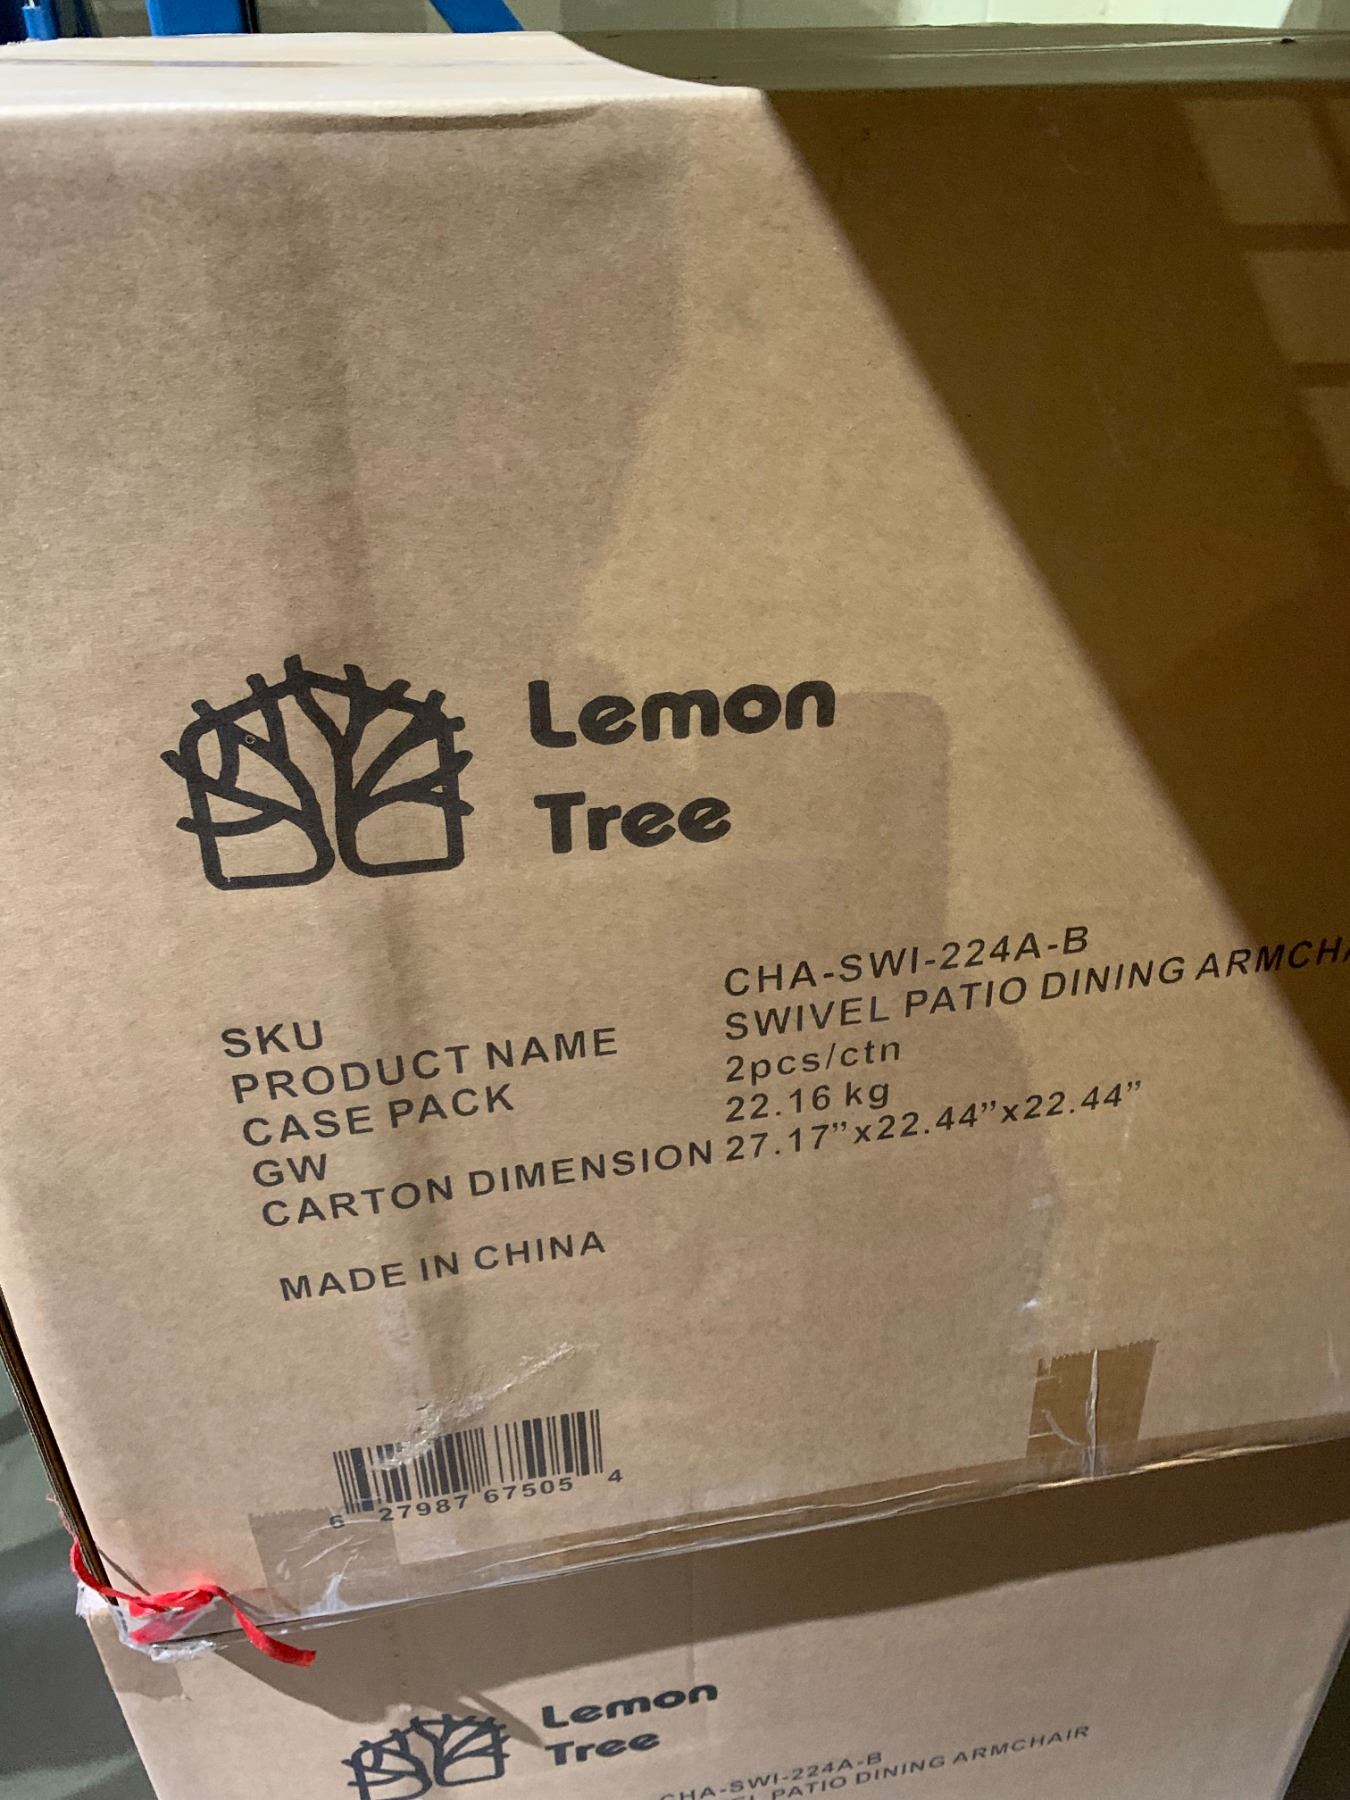 Lemon
Tree
SKU CHA-SWI-224A-B
PRODUCT NAME SWIVEL PATIO DINING ARMCHA
CASE PACK 2pcs/ctn
GW 22.16 kg
CARTON DIMENSION 27.17”x22.44”x22.44”
MADE IN CHINA
6 27987 67505 4
Lemon
Tree
CHA-SWI-224A-B
PATIO DINING ARMCHAIR